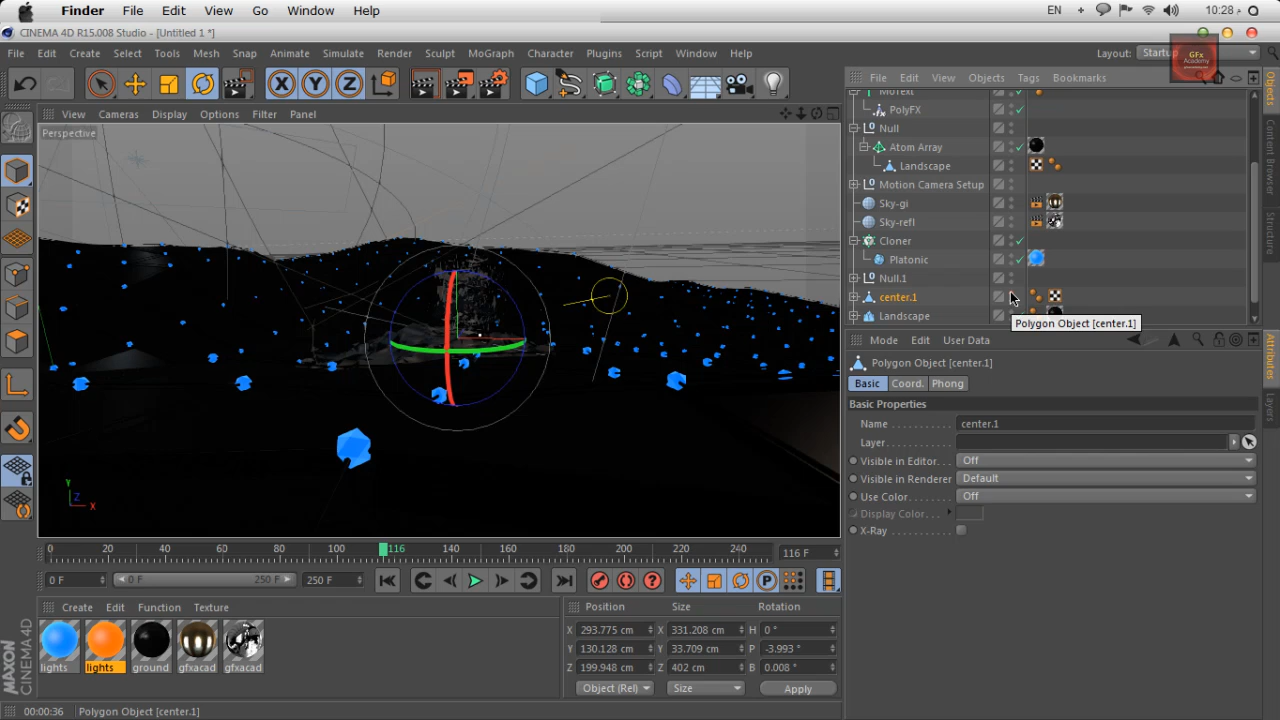 Finder File Edit View Go Window Help EN 10:28 م
CINEMA 4D R15.008 Studio - [Untitled 1 *]
File Edit Create Select Tools Mesh Snap Animate Simulate Render Sculpt MoGraph Character Plugins Script Window Help Layout: Startup
GFx
Academy
X Y Z
File Edit View Objects Tags Bookmarks
View Cameras Display Options Filter Panel
Perspective
MoText
PolyFX
Null
Atom Array
Landscape
Motion Camera Setup
Sky-gi
Sky-refl
Cloner
Platonic
Null.1
center.1
Landscape
Polygon Object [center.1]
Objects
Content Browser
Structure
Attributes
Layers
Mode Edit User Data
Polygon Object [center.1]
Basic Coord. Phong
Basic Properties
Name center.1
Layer
Visible in Editor Off
Visible in Renderer Default
Use Color Off
Display Color
X-Ray
Y
Z
X
0 20 40 60 80 100 116 140 160 180 200 220 240 116 F
0 F 0 F 250 F 250 F
P
Create Edit Function Texture
lights lights ground gfxacad gfxacad
Position Size Rotation
X 293.775 cm X 331.208 cm H 0 °
Y 130.128 cm Y 33.709 cm P -3.993 °
Z 199.948 cm Z 402 cm B 0.008 °
Object (Rel) Size Apply
MAXON
CINEMA 4D
00:00:36 Polygon Object [center.1]